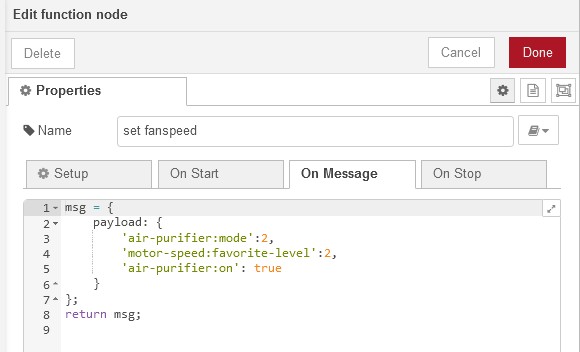 Edit function node
Delete
Cancel
Done
Properties
Name
set fanspeed
Setup
On Start
On Message
On Stop
1 msg = {
2 payload: {
3 'air-purifier:mode':2,
4 'motor-speed:favorite-level':2,
5 'air-purifier:on': true
6 }
7 };
8 return msg;
9